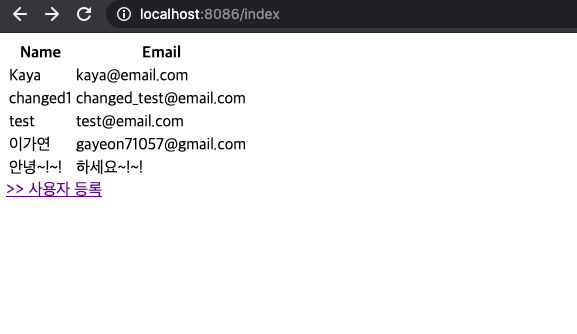 localhost:8086/index
Name Email
Kaya kaya@email.com
changed1 changed_test@email.com
test test@email.com
이가연 gayeon71057@gmail.com
안녕~!~! 하세요~!~!
>> 사용자 등록